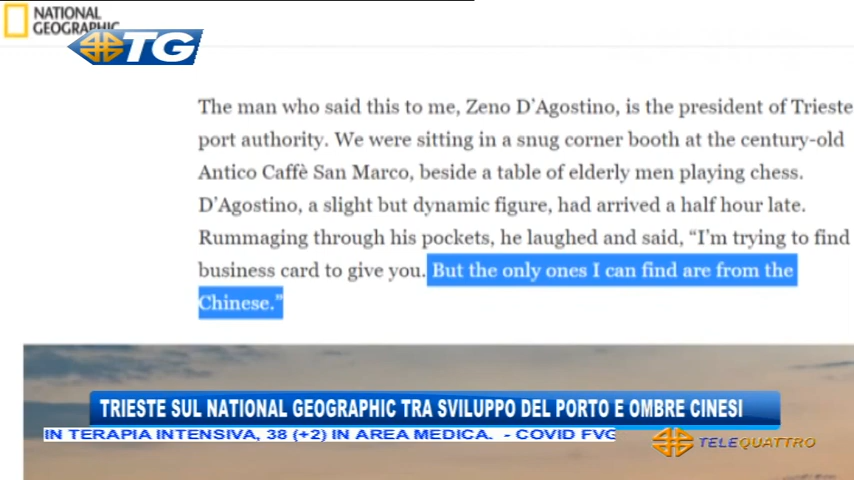 NATIONAL
GEOGRAPHIC
TG
The man who said this to me, Zeno D’Agostino, is the president of Trieste
port authority. We were sitting in a snug corner booth at the century-old
Antico Caffè San Marco, beside a table of elderly men playing chess.
D’Agostino, a slight but dynamic figure, had arrived a half hour late.
Rummaging through his pockets, he laughed and said, “I’m trying to find
business card to give you. But the only ones I can find are from the
Chinese.”
TRIESTE SUL NATIONAL GEOGRAPHIC TRA SVILUPPO DEL PORTO E OMBRE CINESI
IN TERAPIA INTENSIVA, 38 (+2) IN AREA MEDICA. - COVID FVG
TELEQUATTRO